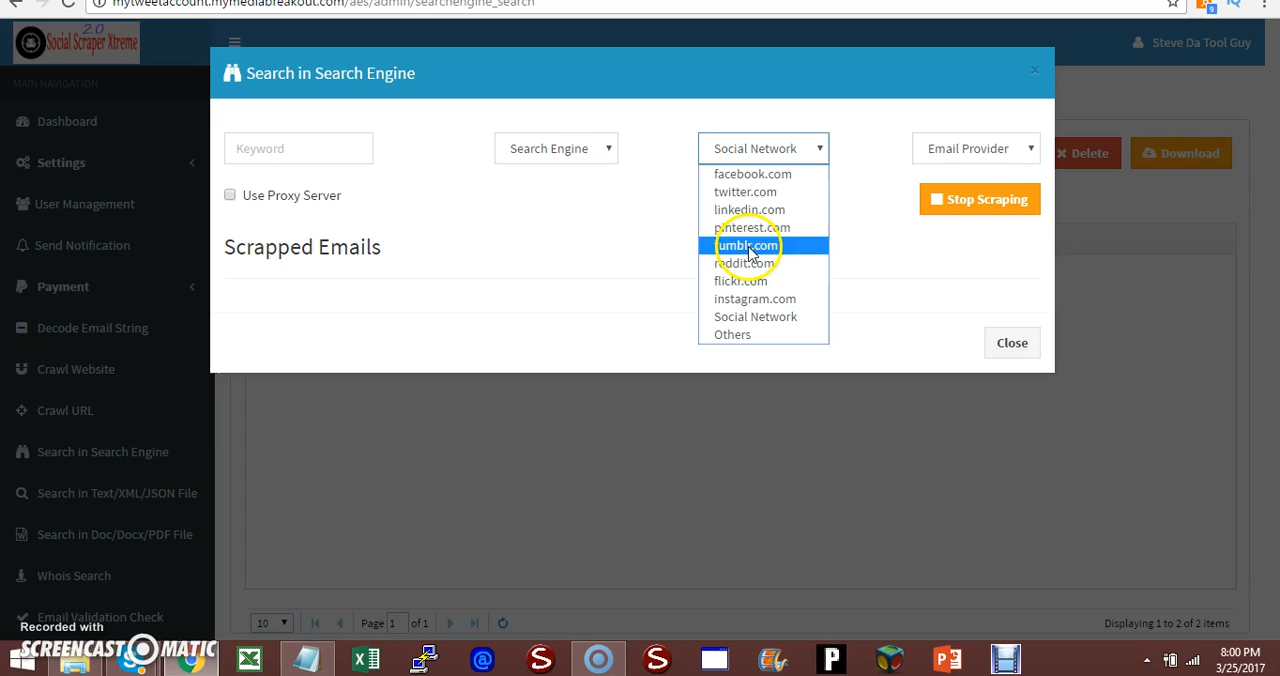 mytweetaccount.mymediabreakout.com/aes/admin/searchengine_search
9
2.0
Social Scraper Xtreme
Steve Da Tool Guy
Search in Search Engine
×
MAIN NAVIGATION
Dashboard
Settings
User Management
Send Notification
Payment
Decode Email String
Crawl Website
Crawl URL
Search in Search Engine
Search in Text/XML/JSON File
Search in Doc/Docx/PDF File
Whois Search
Email Validation Check
Keyword
Search Engine
Social Network
Email Provider
Delete
Download
Use Proxy Server
Stop Scraping
Scrapped Emails
facebook.com
twitter.com
linkedin.com
pinterest.com
tumblr.com
reddit.com
flickr.com
instagram.com
Social Network
Others
Close
10
Page 1 of 1
Displaying 1 to 2 of 2 items
Recorded with
SCREENCAST MATIC
8:00 PM
3/25/2017